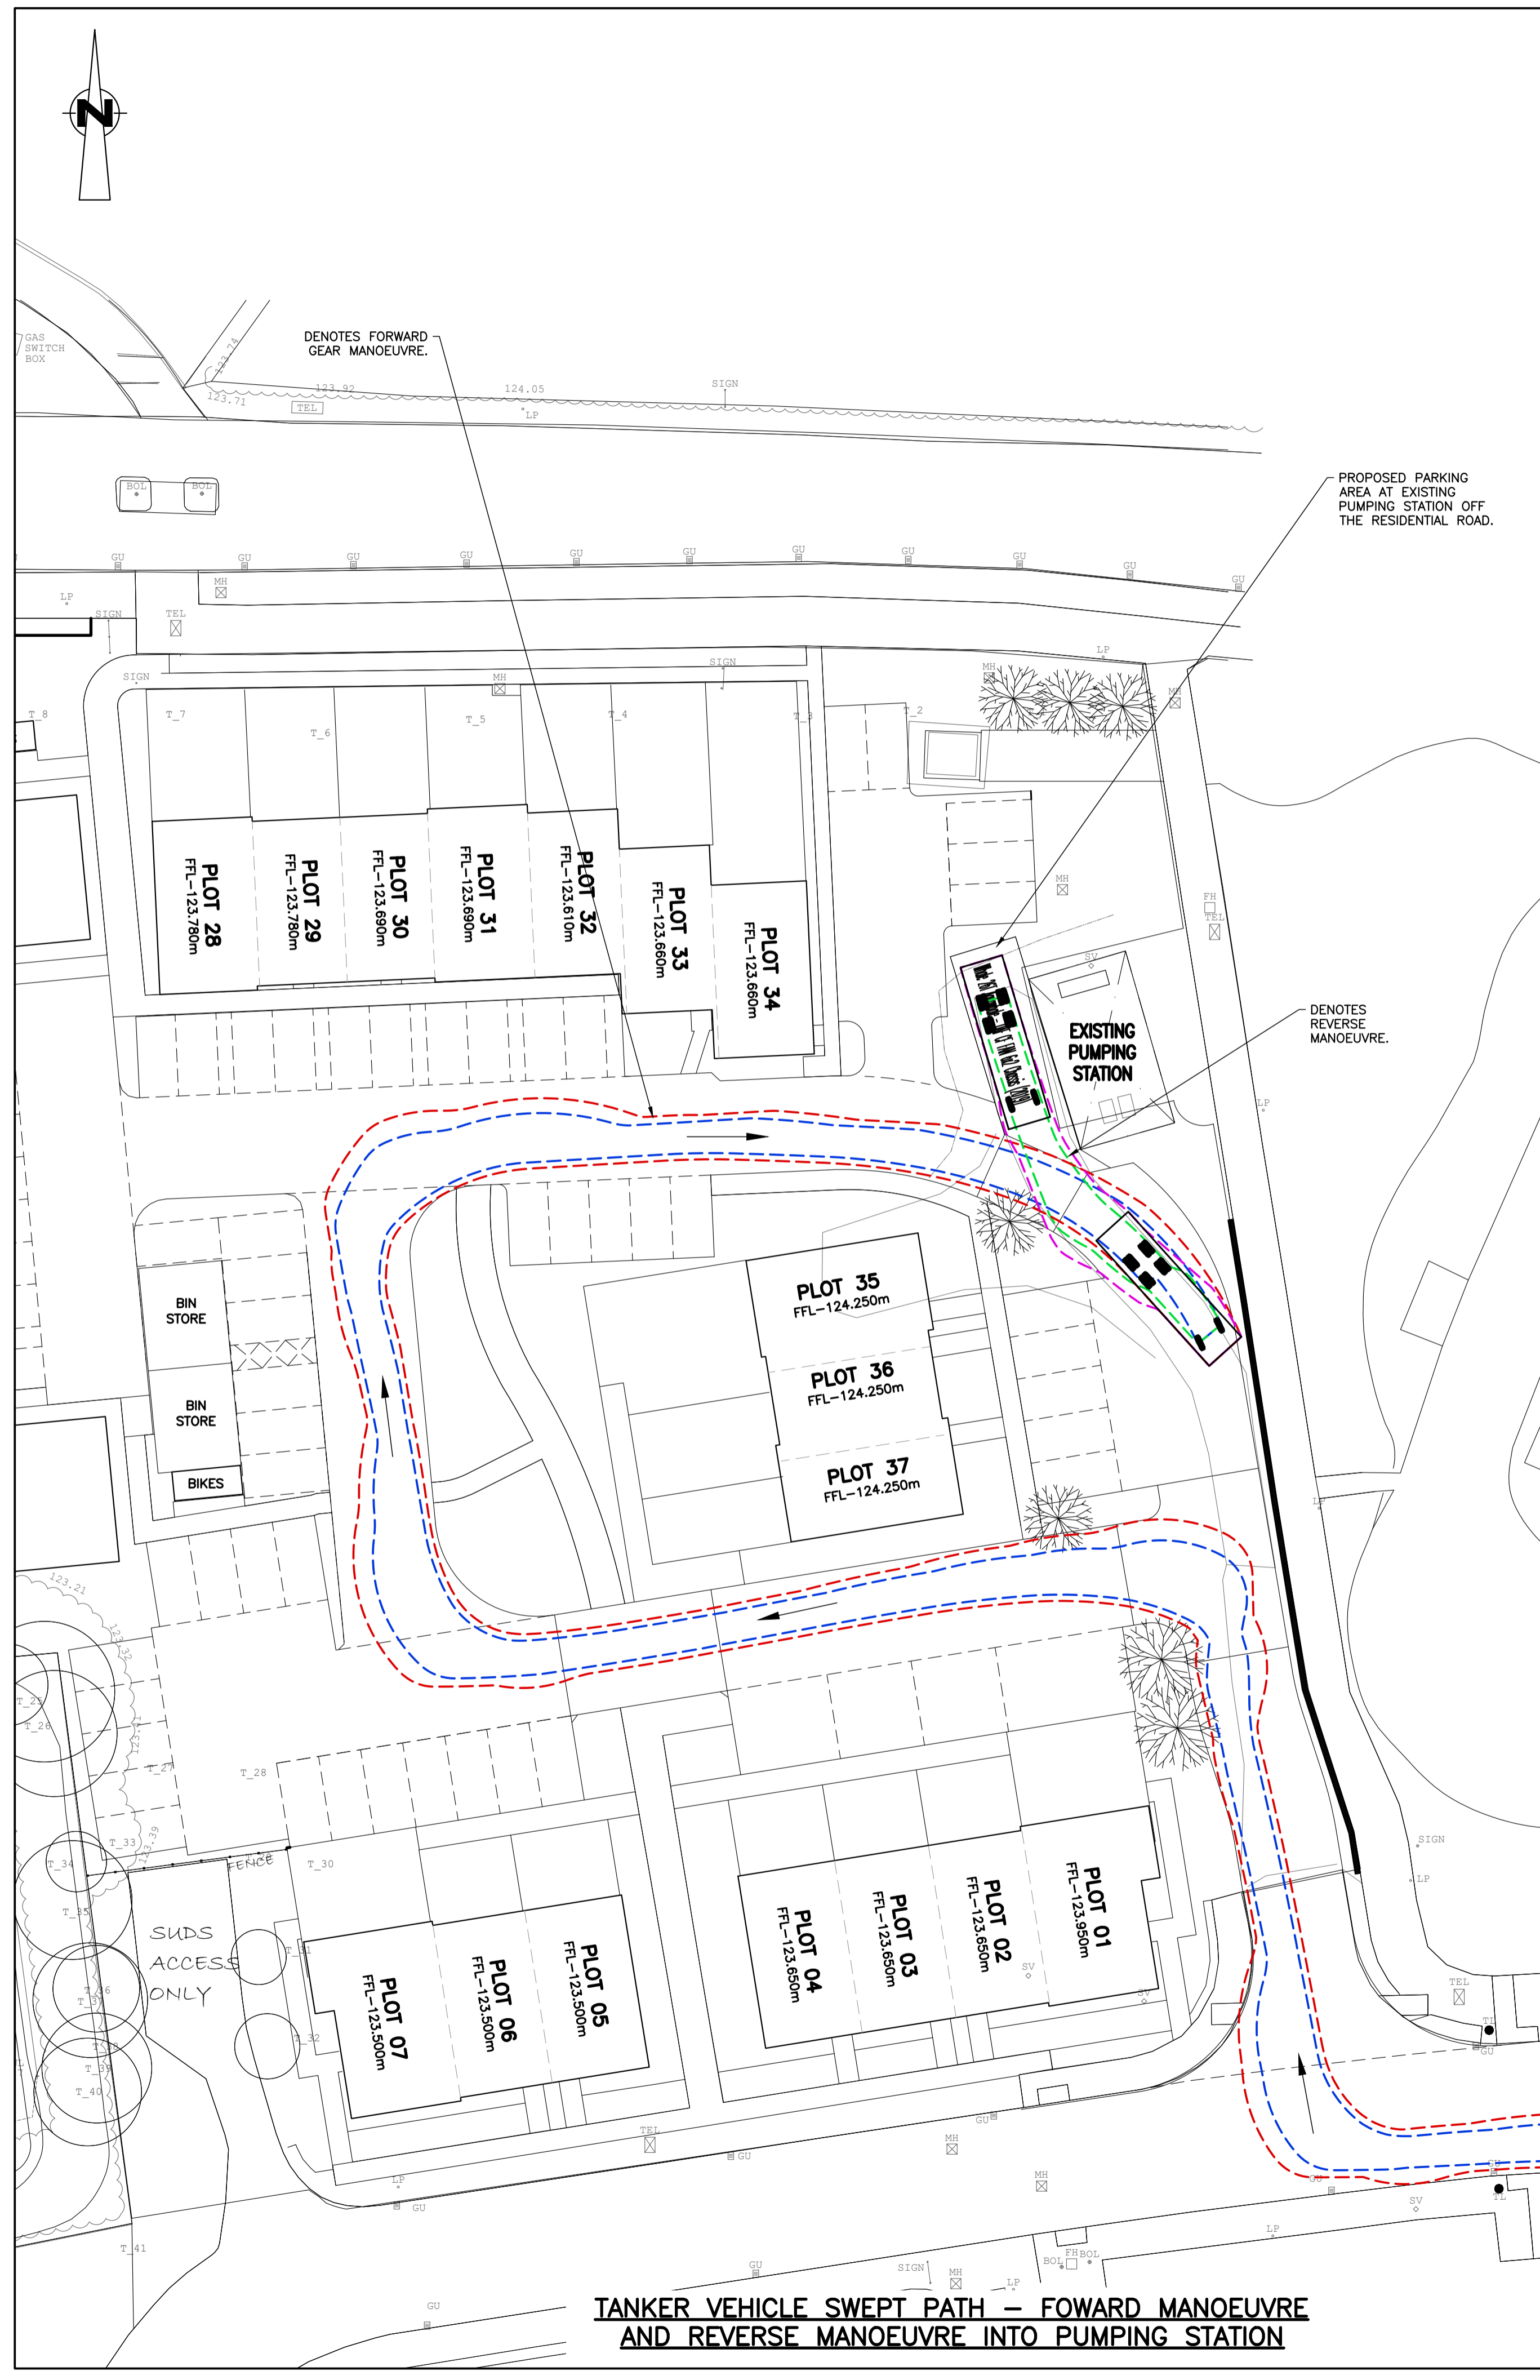 N
DENOTES FORWARD
GEAR MANOEUVRE.
GAS
SWITCH
BOX
123.74
123.71
123.92
124.05
SIGN
TEL
LP
PROPOSED PARKING
AREA AT EXISTING
PUMPING STATION OFF
THE RESIDENTIAL ROAD.
BOL
BOL
GU
GU
GU
GU
GU
GU
GU
GU
GU
GU
GU
MH
LP
SIGN
TEL
LP
SIGN
SIGN
MH
MH
MH
T_8
T_7
T_6
T_5
T_4
T_3
T_2
PLOT 28
FFL-123.780m
PLOT 29
FFL-123.780m
PLOT 30
FFL-123.690m
PLOT 31
FFL-123.690m
PLOT 32
FFL-123.610m
PLOT 33
FFL-123.660m
PLOT 34
FFL-123.660m
MH
FH
TEL
SV
EXISTING
PUMPING
STATION
DENOTES
REVERSE
MANOEUVRE.
LP
BIN
STORE
BIN
STORE
BIKES
PLOT 35
FFL-124.250m
PLOT 36
FFL-124.250m
PLOT 37
FFL-124.250m
LP
123.21
123.32
T_25
T_26
T_27
T_28
T_33
123.39
T_34
FENCE
T_30
T_35
SUDS
ACCESS
ONLY
T_31
T_36
T_32
T_39
T_40
T_41
PLOT 07
FFL-123.500m
PLOT 06
FFL-123.500m
PLOT 05
FFL-123.500m
PLOT 04
FFL-123.650m
PLOT 03
FFL-123.650m
PLOT 02
FFL-123.650m
PLOT 01
FFL-123.950m
SV
SV
SIGN
LP
TEL
TL
GU
GU
TEL
GU
MH
MH
LP
GU
GU
GU
TL
SV
LP
FH
BOL
BOL
SIGN
MH
LP
GU
GU
TANKER VEHICLE SWEPT PATH – FOWARD MANOEUVRE
AND REVERSE MANOEUVRE INTO PUMPING STATION